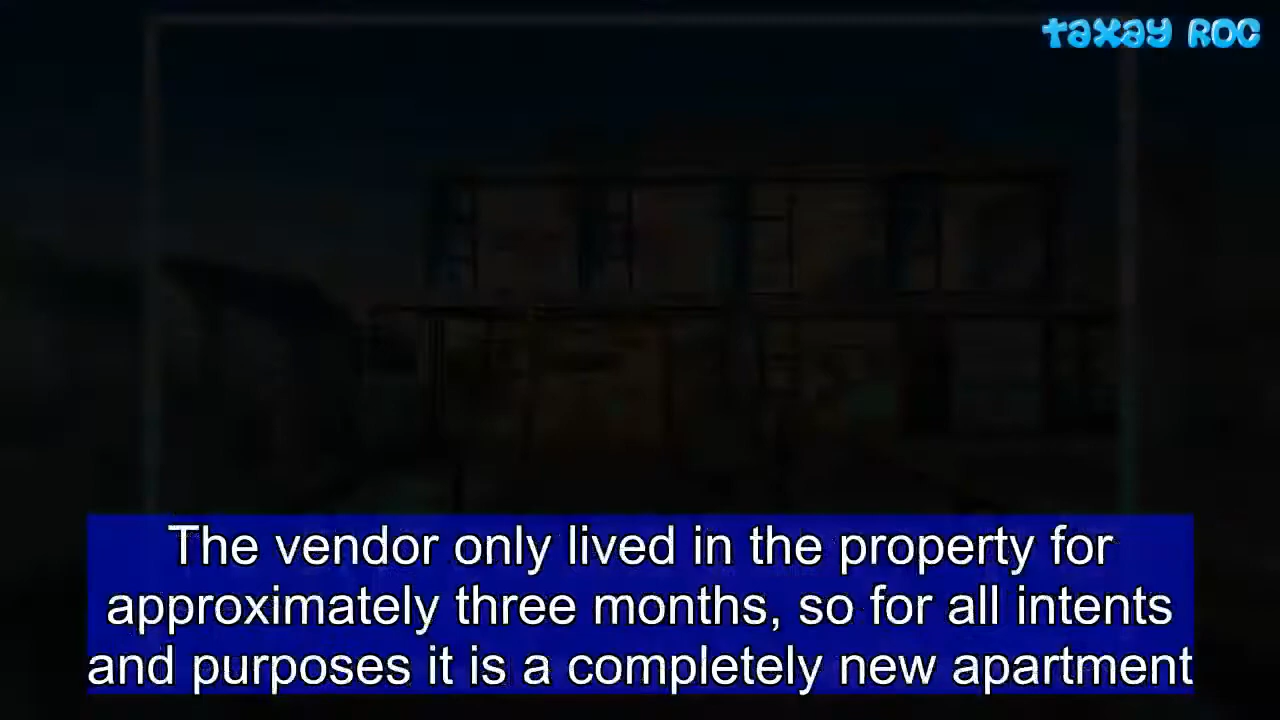 TAXAY ROC
The vendor only lived in the property for
approximately three months, so for all intents
and purposes it is a completely new apartment